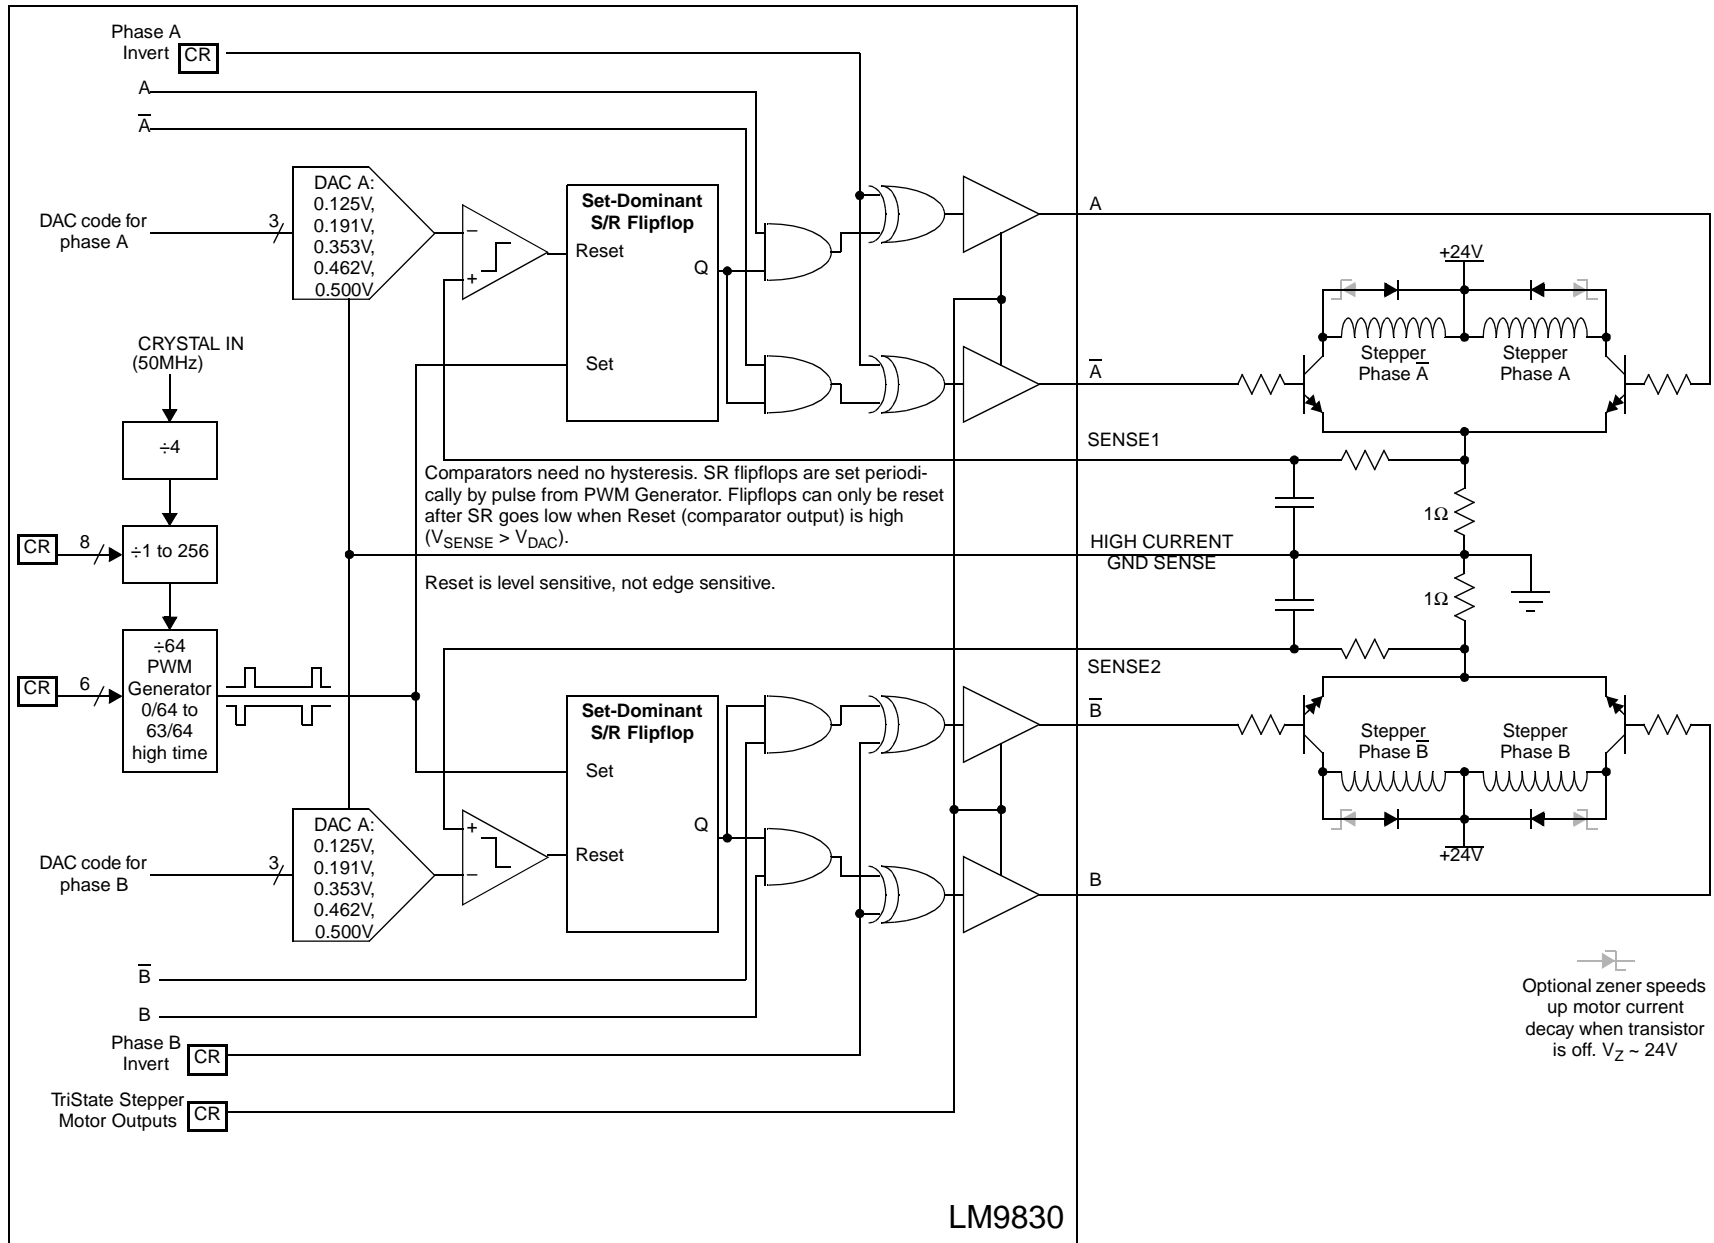 Phase A
Invert CR
A
A̅
DAC code for
phase A
3
DAC A:
0.125V,
0.191V,
0.353V,
0.462V,
0.500V
−
+
Set-Dominant
S/R Flipflop
Reset
Q
Set
A
+24V
Stepper
Phase A̅
Stepper
Phase A
A̅
CRYSTAL IN
(50MHz)
÷4
SENSE1
Comparators need no hysteresis. SR flipflops are set periodi-
cally by pulse from PWM Generator. Flipflops can only be reset
after SR goes low when Reset (comparator output) is high
(VSENSE > VDAC).
1Ω
CR
8
÷1 to 256
HIGH CURRENT
GND SENSE
Reset is level sensitive, not edge sensitive.
1Ω
CR
6
÷64
PWM
Generator
0/64 to
63/64
high time
SENSE2
Set-Dominant
S/R Flipflop
Set
Q
Reset
B̅
Stepper
Phase B̅
Stepper
Phase B
+24V
DAC code for
phase B
3
DAC A:
0.125V,
0.191V,
0.353V,
0.462V,
0.500V
+
−
B
B̅
B
Phase B
Invert CR
TriState Stepper
Motor Outputs CR
Optional zener speeds
up motor current
decay when transistor
is off. VZ ~ 24V
LM9830